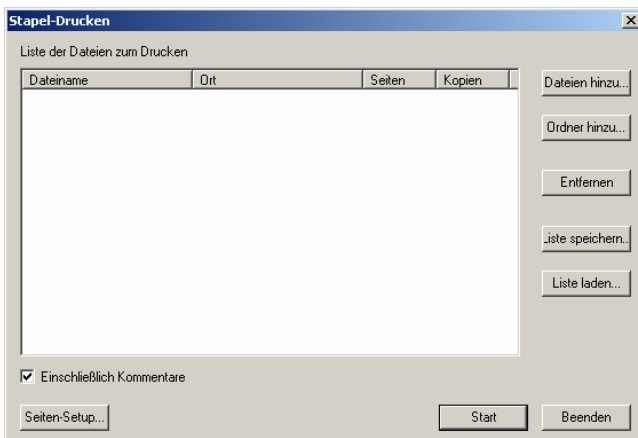 Stapel-Drucken
Liste der Dateien zum Drucken
Dateiname Ort Seiten Kopien
Dateien hinzu...
Ordner hinzu...
Entfernen
Liste speichern..
Liste laden...
Einschließlich Kommentare
Seiten-Setup... Start Beenden